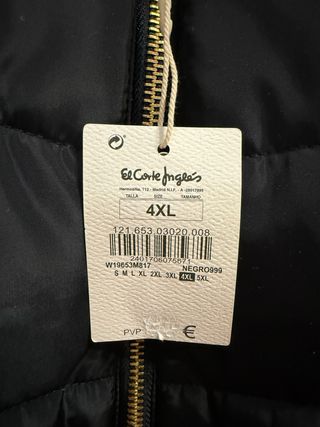 El Corte Inglés
Hermosilla, 112 - Madrid N.I.F. - A -28017895
TALLA SIZE TAMANHO
4XL
121 653 03020 008
W19653M817 NEGRO999
S M L XL 2XL 3XL 4XL 5XL
2401706075571
PVP €